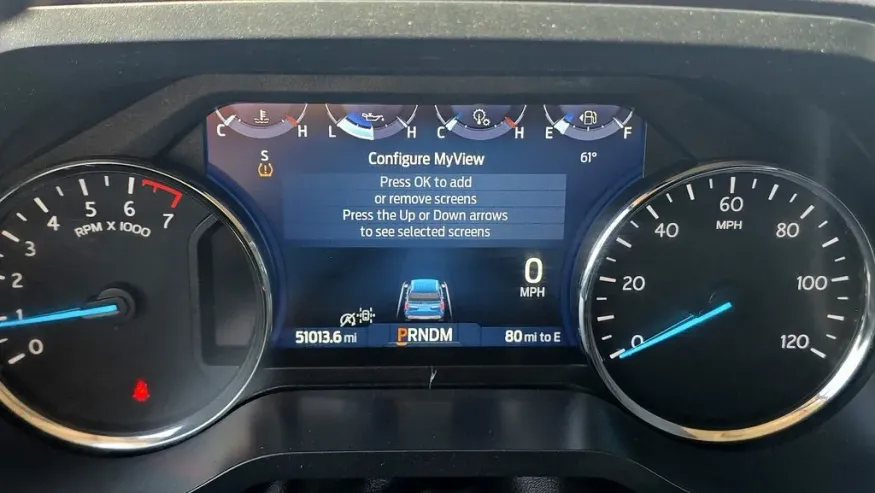 C H L H C H E F
S
Configure MyView
61°
Press OK to add
or remove screens
Press the Up or Down arrows
to see selected screens
0 1 2 3 4 5 6 7
RPM X 1000
0
MPH
51013.6 mi
PRNDM
80 mi to E
0 20 40 60 80 100 120
MPH